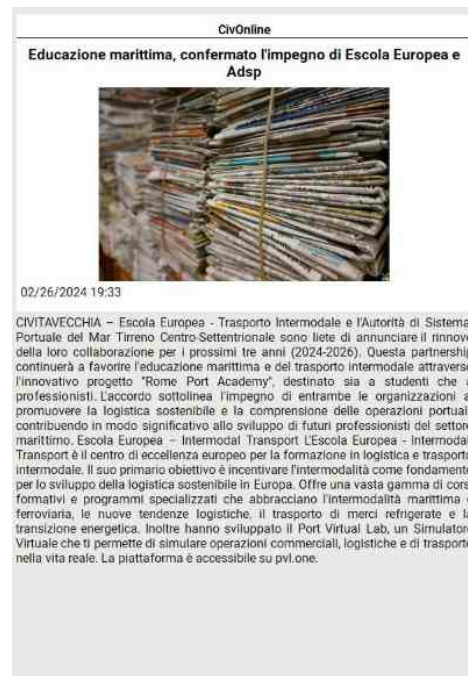 CivOnline
Educazione marittima, confermato l'impegno di Escola Europea e
Adsp
02/26/2024 19:33
CIVITAVECCHIA – Escola Europea - Trasporto Intermodale e l'Autorità di Sistema
Portuale del Mar Tirreno Centro-Settentrionale sono liete di annunciare il rinnovo
della loro collaborazione per i prossimi tre anni (2024-2026). Questa partnership
continuerà a favorire l'educazione marittima e del trasporto intermodale attraverso
l'innovativo progetto "Rome Port Academy", destinato sia a studenti che a
professionisti. L'accordo sottolinea l'impegno di entrambe le organizzazioni a
promuovere la logistica sostenibile e la comprensione delle operazioni portuali
contribuendo in modo significativo allo sviluppo di futuri professionisti del settore
marittimo. Escola Europea – Intermodal Transport L'Escola Europea - Intermodal
Transport è il centro di eccellenza europeo per la formazione in logistica e trasporto
intermodale. Il suo primario obiettivo è incentivare l'intermodalità come fondamento
per lo sviluppo della logistica sostenibile in Europa. Offre una vasta gamma di corsi
formativi e programmi specializzati che abbracciano l'intermodalità marittima e
ferroviaria, le nuove tendenze logistiche, il trasporto di merci refrigerate e la
transizione energetica. Inoltre hanno sviluppato il Port Virtual Lab, un Simulatore
Virtuale che ti permette di simulare operazioni commerciali, logistiche e di trasporto
nella vita reale. La piattaforma è accessibile su pvl.one.